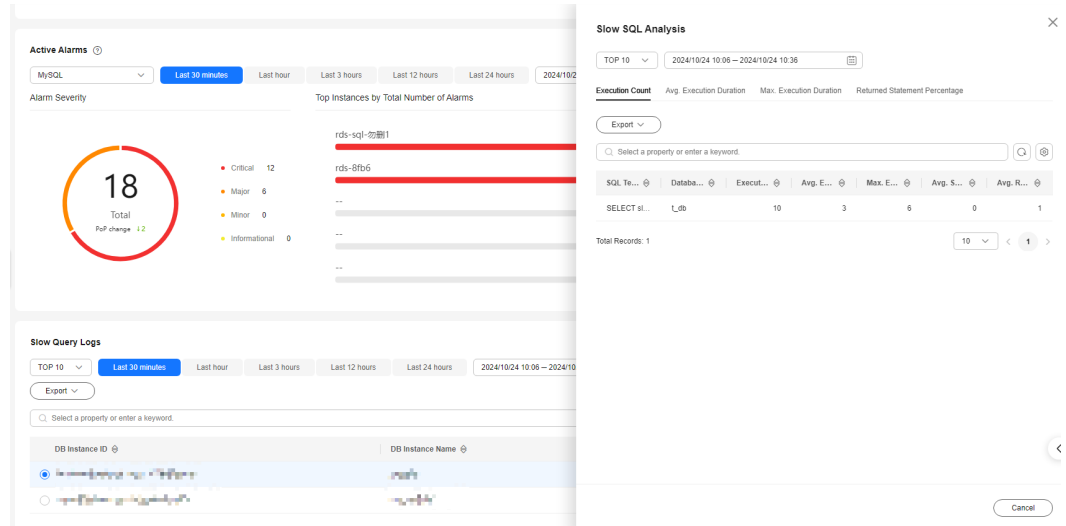 Active Alarms
MySQL Last 30 minutes Last hour Last 3 hours Last 12 hours Last 24 hours 2024/10/2
Alarm Severity
Top Instances by Total Number of Alarms
18
Total
PoP change ↓2
Critical 12
Major 6
Minor 0
Informational 0
rds-sql-勿删1
rds-8fb6
--
--
--
Slow Query Logs
TOP 10 Last 30 minutes Last hour Last 3 hours Last 12 hours Last 24 hours 2024/10/24 10:06 — 2024/10
Export
Select a property or enter a keyword.
DB Instance ID DB Instance Name
Slow SQL Analysis
TOP 10 2024/10/24 10:06 — 2024/10/24 10:36
Execution Count Avg. Execution Duration Max. Execution Duration Returned Statement Percentage
Export
Select a property or enter a keyword.
SQL Te... Databa... Execut... Avg. E... Max. E... Avg. S... Avg. R...
SELECT sl... t_db 10 3 6 0 1
Total Records: 1 10 1
Cancel